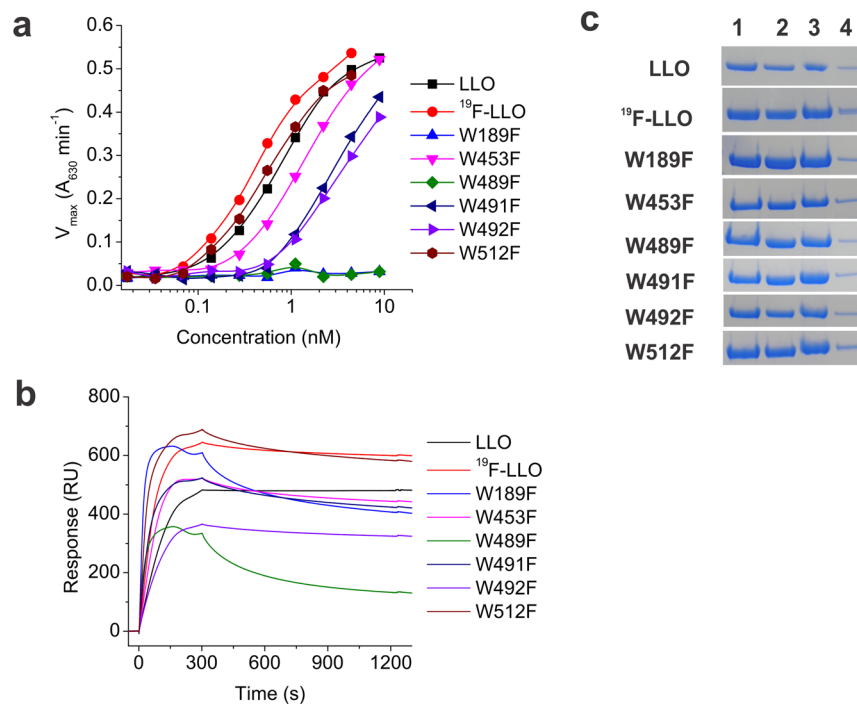 a
0.6
0.5
0.4
0.3
0.2
0.1
0.0
V_max (A_630 min^-1)
0.1
1
10
Concentration (nM)
LLO
^19F-LLO
W189F
W453F
W489F
W491F
W492F
W512F
c
1 2 3 4
LLO
^19F-LLO
W189F
W453F
W489F
W491F
W492F
W512F
b
800
600
400
200
0
Response (RU)
0 300 600 900 1200
Time (s)
LLO
^19F-LLO
W189F
W453F
W489F
W491F
W492F
W512F